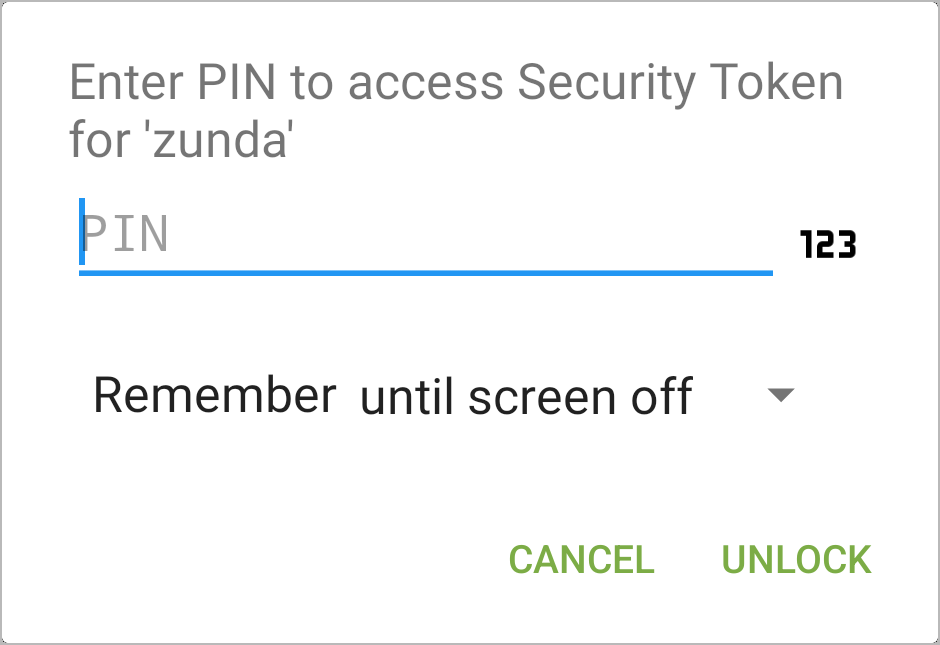 Enter PIN to access Security Token
for 'zunda'
PIN
123
Remember until screen off
CANCEL UNLOCK